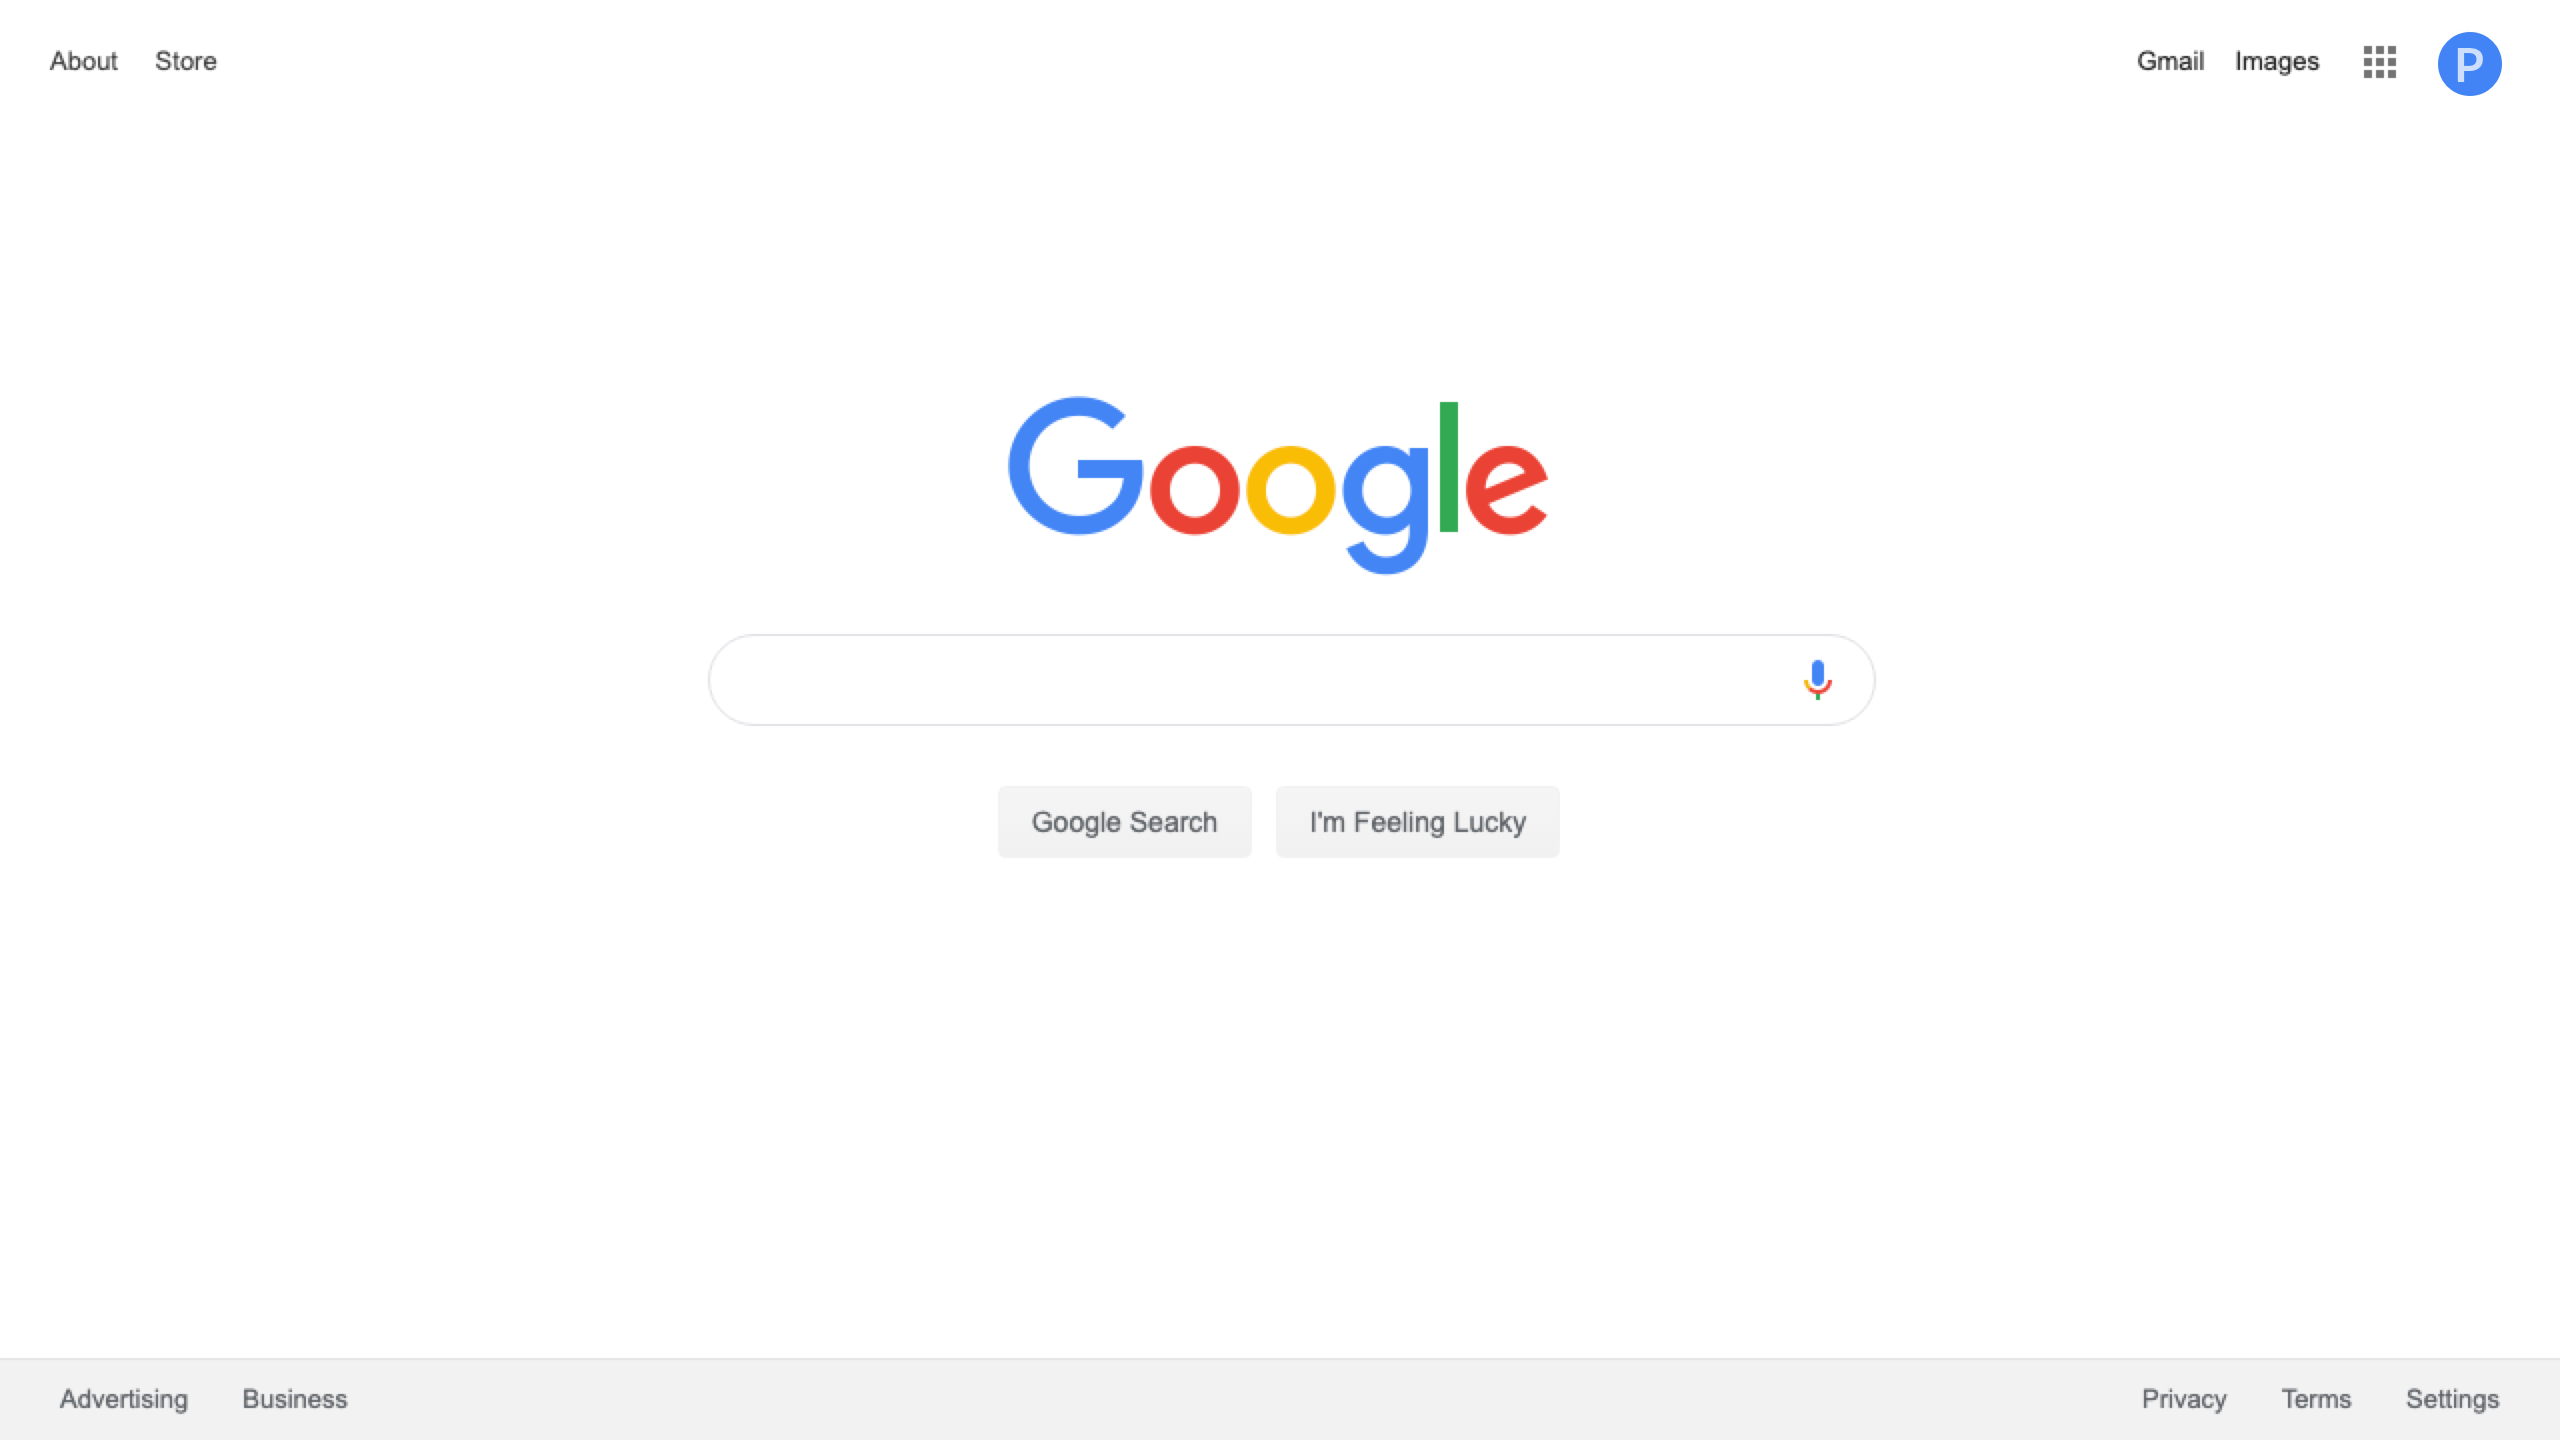 About Store Gmail Images P
Google
Google Search I'm Feeling Lucky
Advertising Business Privacy Terms Settings